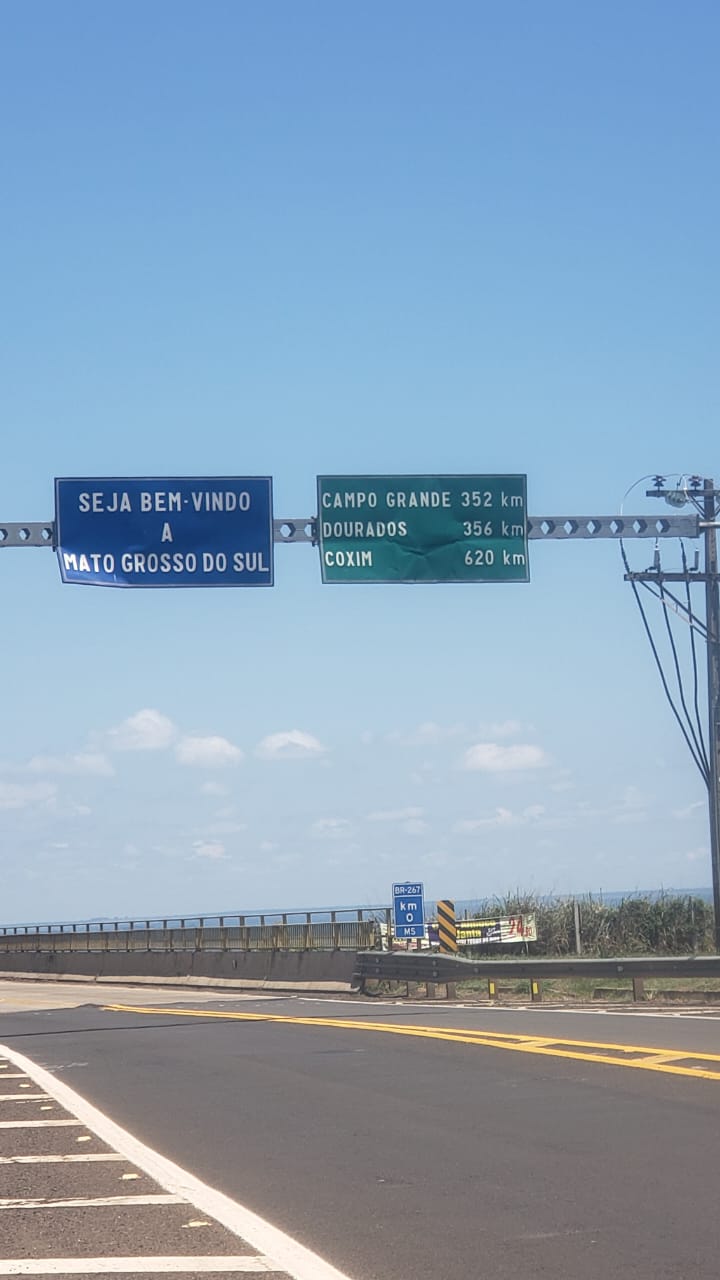 SEJA BEM-VINDO
A
MATO GROSSO DO SUL
CAMPO GRANDE 352 km
DOURADOS 356 km
COXIM 620 km
BR-267
km
0
MS